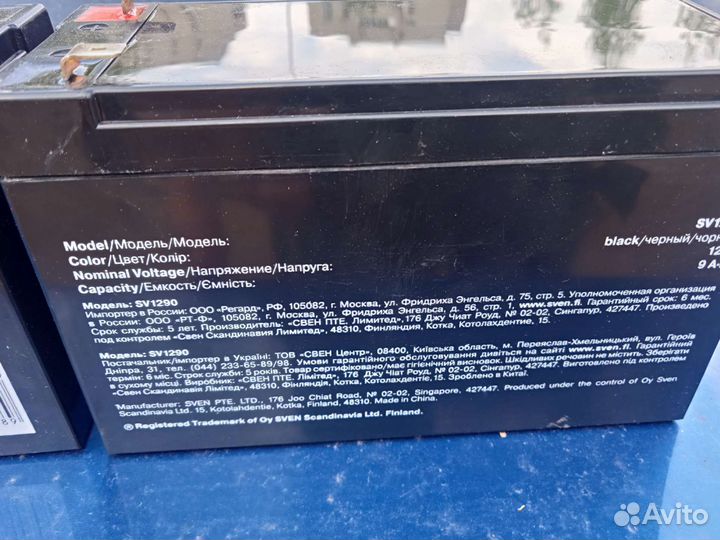 Model/Модель/Модель:
SV12
Color/Цвет/Колір:
black/черный/чорн
Nominal Voltage/Напряжение/Напруга:
12
Capacity/Емкость/Ємність:
9 А-
Модель: SV1290
Импортер в России: ООО «Регард», РФ, 105082, г. Москва, ул. Фридриха Энгельса, д. 75, стр. 5. Уполномоченная организация
в России: ООО «РТ-Ф», 105082, г. Москва, ул. Фридриха Энгельса, д. 56, стр. 1, www.sven.fi. Гарантийный срок: 6 мес.
Срок службы: 5 лет. Производитель: «СВЕН ПТЕ. Лимитед», 176 Джу Чиат Роуд, № 02-02, Сингапур, 427447. Произведено
под контролем «Свен Скандинавия Лимитед», 48310, Финляндия, Котка, Котолахдентие, 15.
Модель: SV1290
Постачальник/імпортер в Україні: ТОВ «СВЕН Центр», 08400, Київська область, м. Переяслав-Хмельницький, вул. Героїв
Дніпра, 31, тел. (044) 233-65-89/98. Умови гарантійного обслуговування дивіться на сайті www.sven.fi. Гарантійний
термін: 6 міс. Срок служби: 5 років. Товар сертифіковано/має гігієнічний висновок. Шкідливих речовин не містить. Зберігати
в сухому місці. Виробник: «СВЕН ПТЕ. Лімітед», 176 Джу Чіат Роуд, № 02-02, Сінгапур, 427447. Виготовлено під контролем
«Свен Скандинавія Лімітед», 48310, Фінляндія, Котка, Котолахдентіє, 15. Зроблено в Китаї.
Manufacturer: SVEN PTE. LTD., 176 Joo Chiat Road, № 02-02, Singapore, 427447. Produced under the control of Oy Sven
Scandinavia Ltd. 15, Kotolahdentie, Kotka, Finland, 48310. Made in China.
® Registered Trademark of Oy SVEN Scandinavia Ltd. Finland.
89
Avito